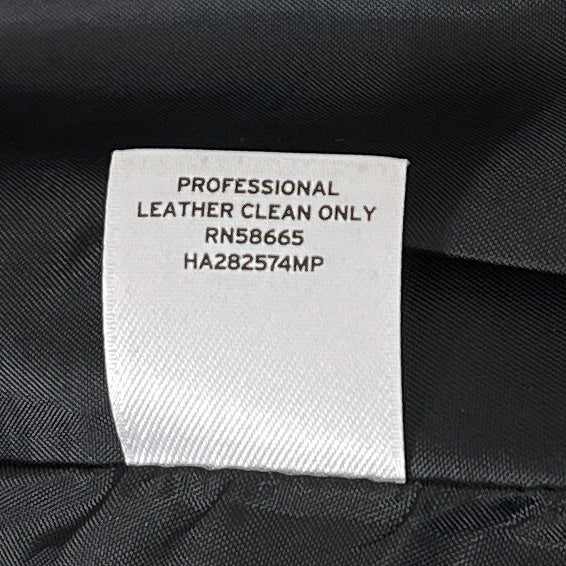 PROFESSIONAL
LEATHER CLEAN ONLY
RN58665
HA282574MP